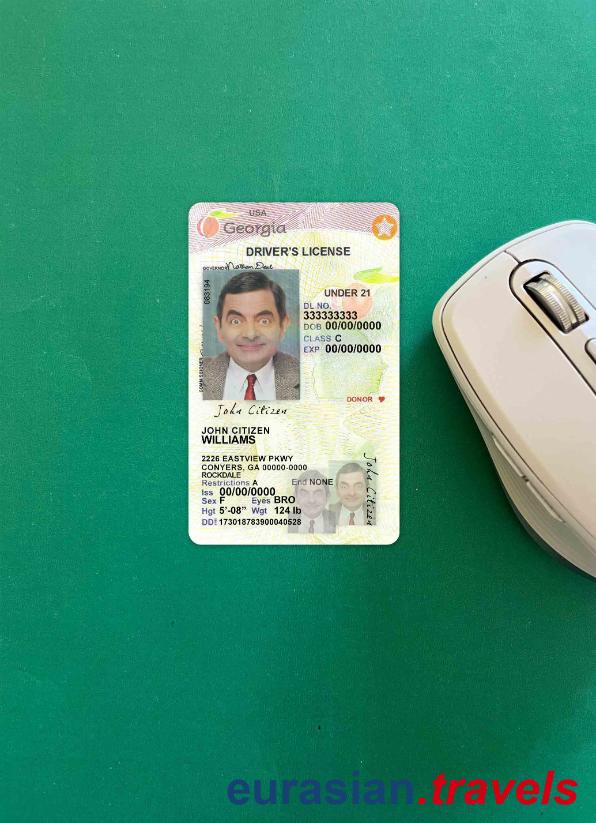 USA
Georgia
DRIVER'S LICENSE
GOVERNOR Nathan Deal
083194
UNDER 21
DL NO.
333333333
DOB 00/00/0000
CLASS C
EXP 00/00/0000
DONOR
John Citizen
JOHN CITIZEN
WILLIAMS
2226 EASTVIEW PKWY
CONYERS, GA 00000-0000
ROCKDALE
Restrictions A End NONE
Iss 00/00/0000
Sex F Eyes BRO
Hgt 5'-08" Wgt 124 lb
DD! 173018783900040528
John Citizen
eurasian.travels